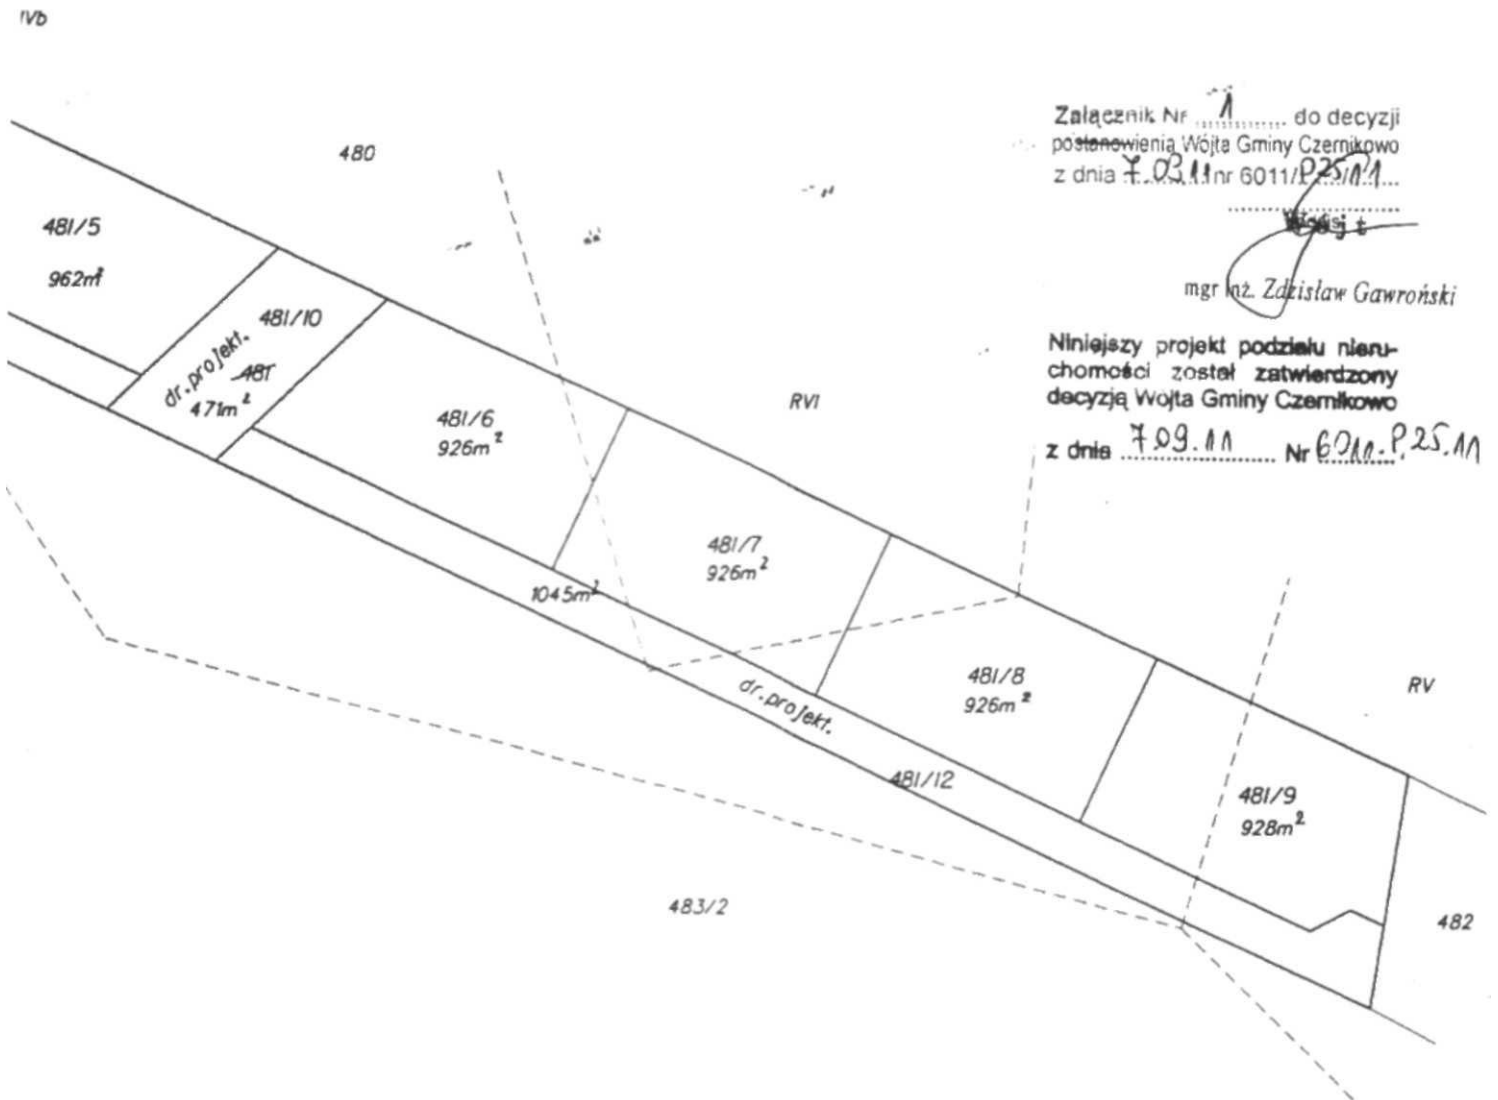 IVb
Załącznik Nr 1 do decyzji
postanowienia Wójta Gminy Czernikowo
z dnia 7.09.11 nr 6011/P25/11
Wójt
mgr inż. Zdzisław Gawroński
Niniejszy projekt podziału nieru-
chomości został zatwierdzony
decyzją Wójta Gminy Czernikowo
z dnia 7.09.11 Nr 6011.P.25.11
480
481/5
962m²
481/10
dr.projekt.
481
471m²
481/6
926m²
RVI
481/7
926m²
1045m²
481/8
926m²
RV
dr.projekt.
481/12
481/9
928m²
483/2
482